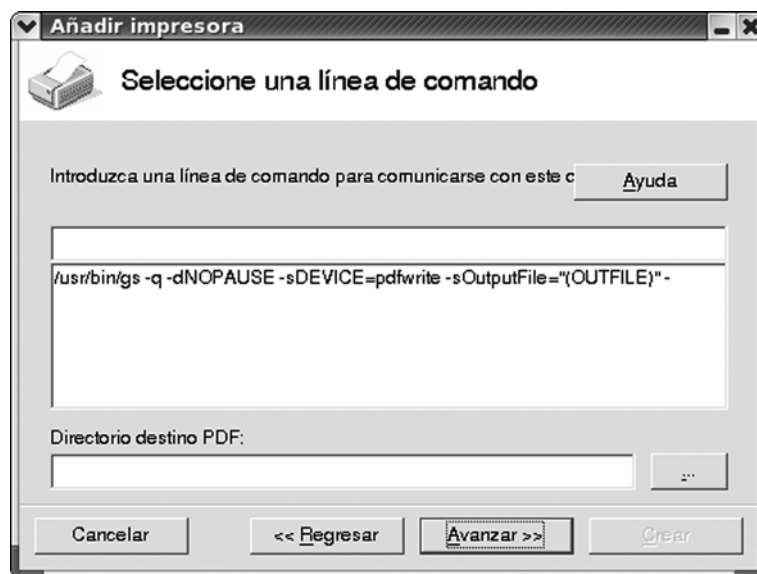 Añadir impresora
Seleccione una línea de comando
Introduzca una línea de comando para comunicarse con este c
Ayuda
/usr/bin/gs -q -dNOPAUSE -sDEVICE=pdfwrite -sOutputFile="(OUTFILE)" -
Directorio destino PDF:
...
Cancelar
<< Regresar
Avanzar >>
Crear